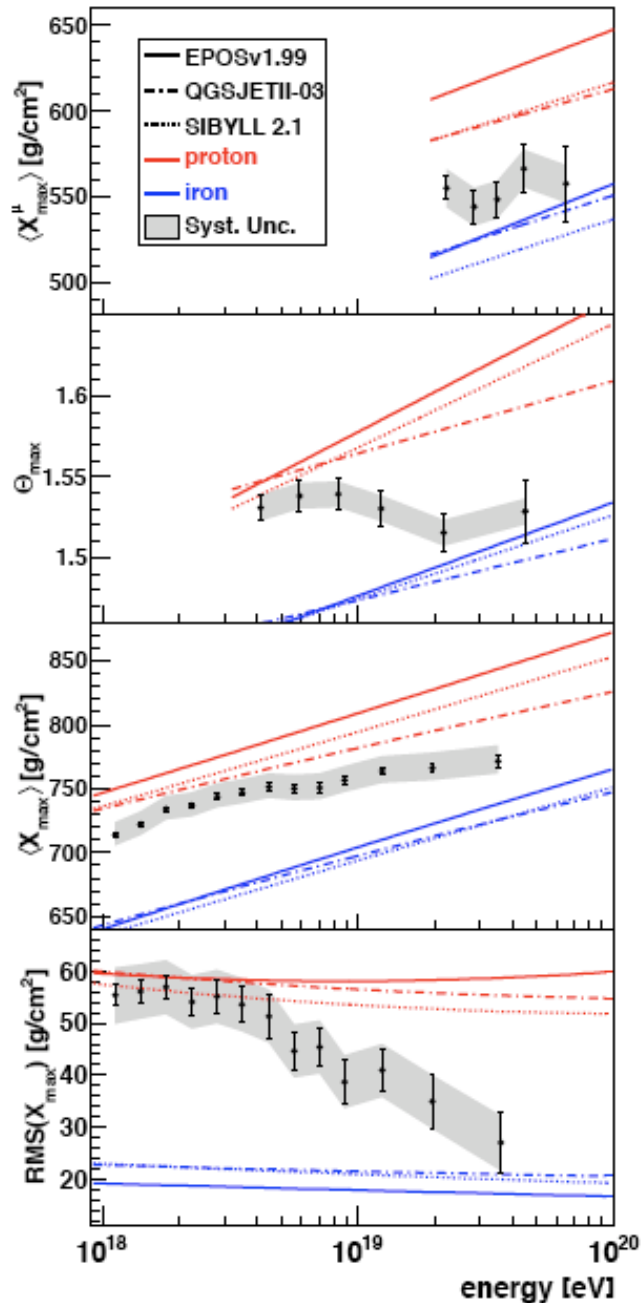 650
600
550
500
⟨X^μ_max⟩ [g/cm²]
EPOSv1.99
QGSJETII-03
SIBYLL 2.1
proton
iron
Syst. Unc.
1.6
1.55
1.5
Θ_max
850
800
750
700
640
⟨X_max⟩ [g/cm²]
60
50
40
30
20
RMS(X_max) [g/cm²]
10^18
10^19
10^20
energy [eV]